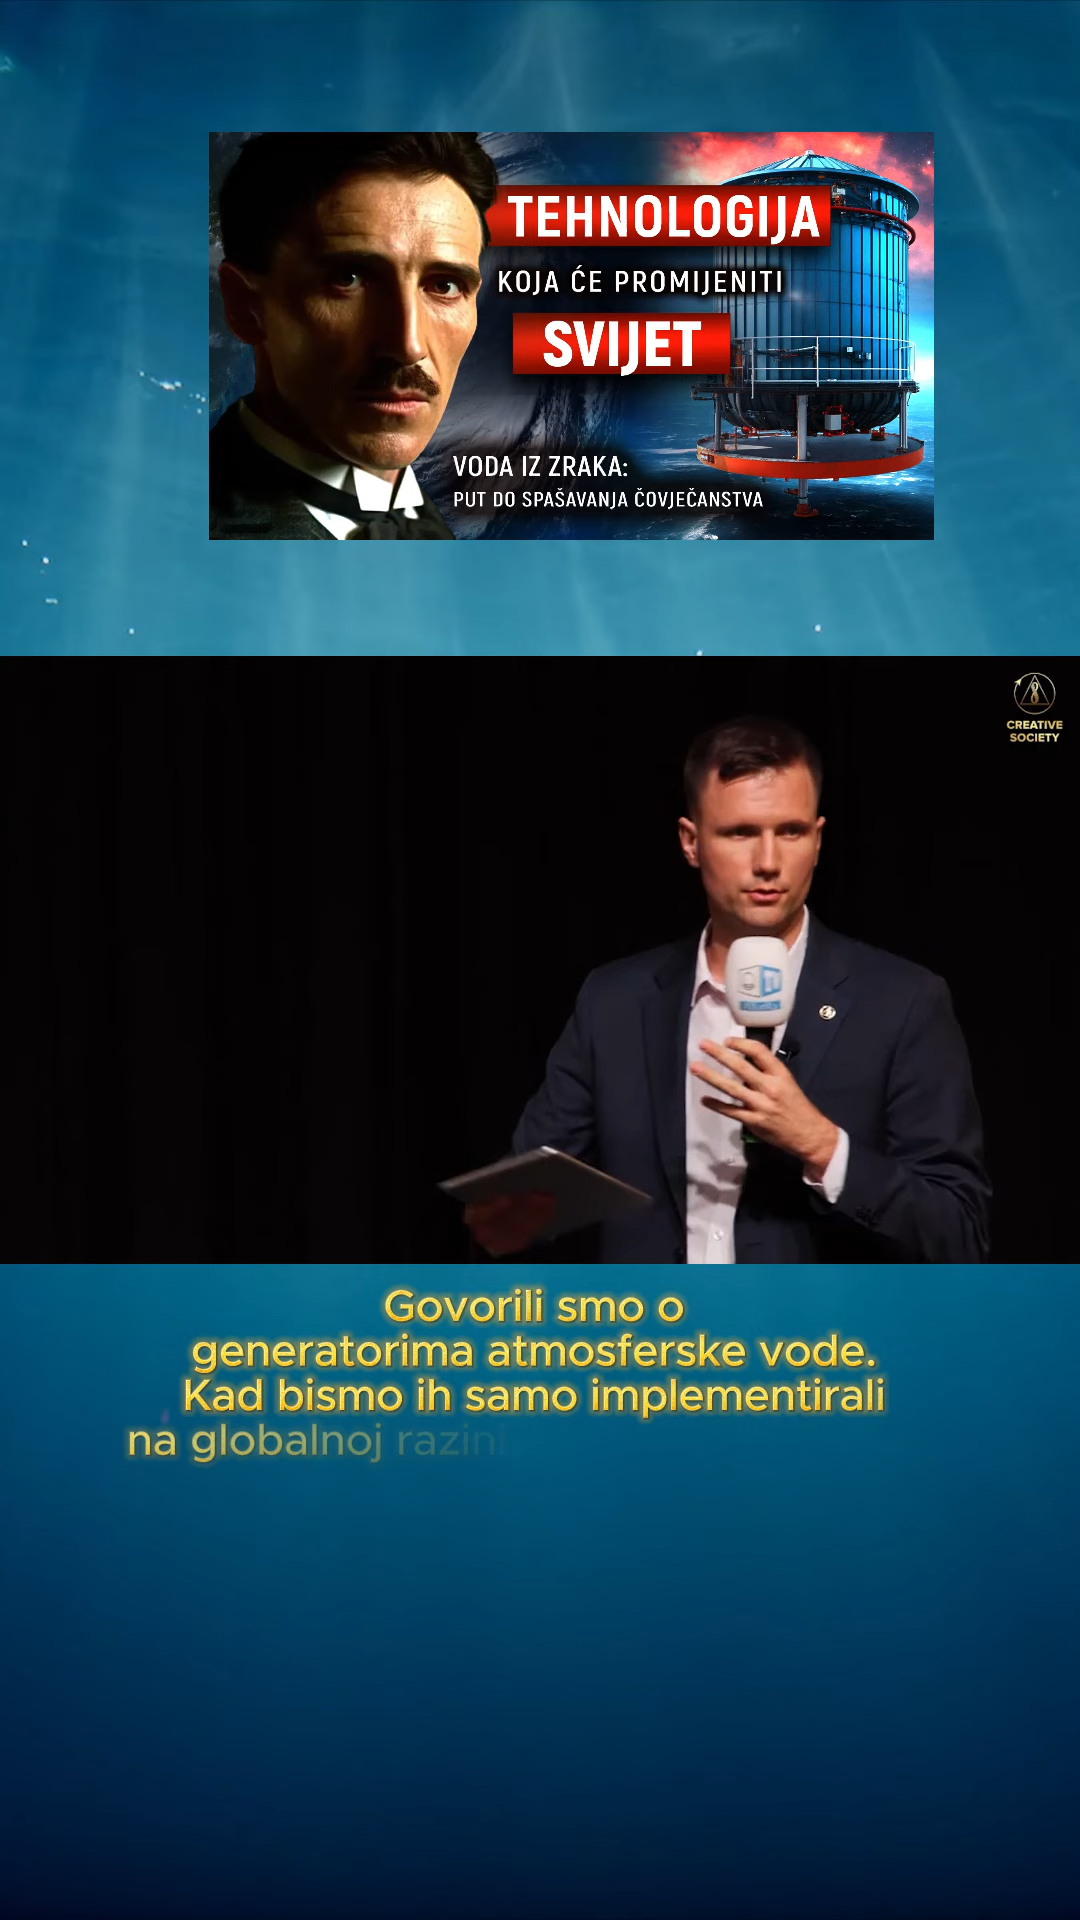 TEHNOLOGIJA
KOJA ĆE PROMIJENITI
SVIJET
VODA IZ ZRAKA:
PUT DO SPAŠAVANJA ČOVJEČANSTVA
CREATIVE
SOCIETY
Govorili smo o
generatorima atmosferske vode.
Kad bismo ih samo implementirali
na globalnoj razini